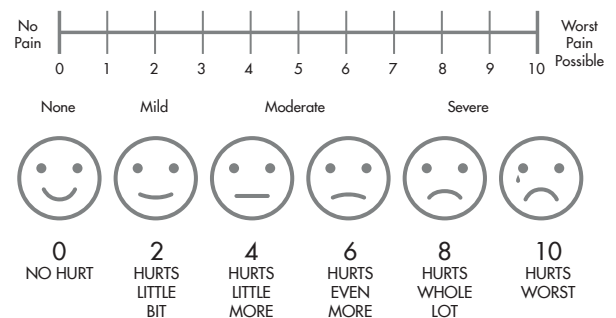 No
Pain
Worst
Pain
Possible
0 1 2 3 4 5 6 7 8 9 10
None Mild Moderate Severe
0 2 4 6 8 10
NO HURT HURTS HURTS HURTS HURTS HURTS
LITTLE LITTLE EVEN WHOLE WORST
BIT MORE MORE LOT